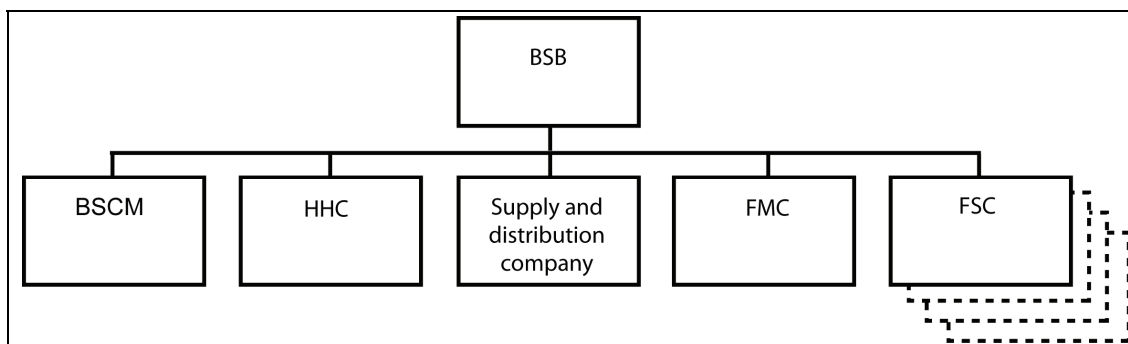 BSB
BSCM
HHC
Supply and
distribution
company
FMC
FSC